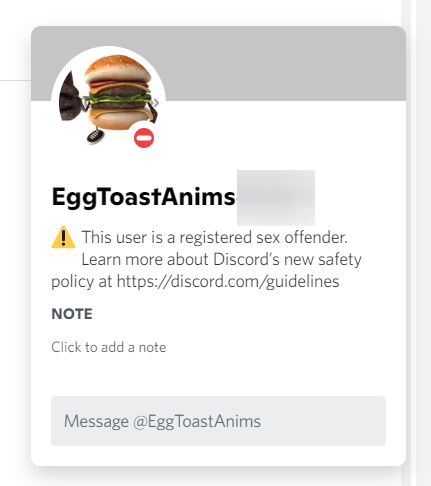 EggToastAnims
⚠️ This user is a registered sex offender.
Learn more about Discord’s new safety
policy at https://discord.com/guidelines
NOTE
Click to add a note
Message @EggToastAnims